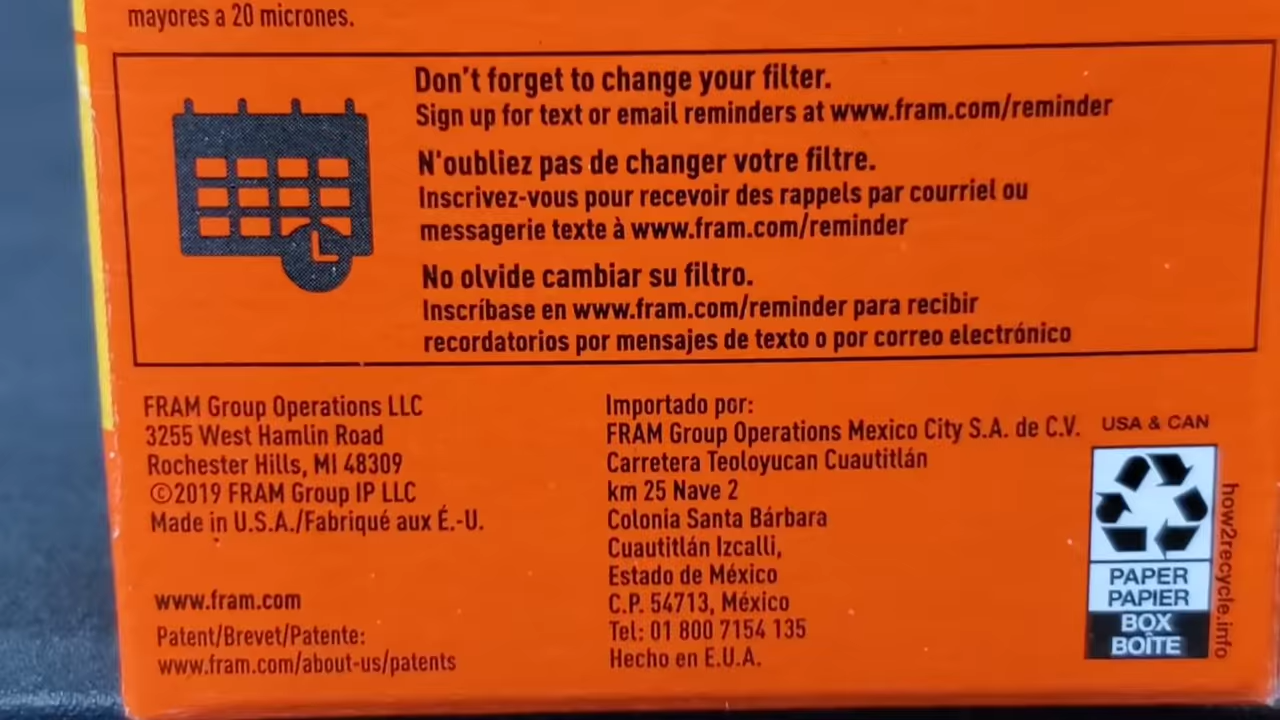 mayores a 20 micrones.
Don't forget to change your filter.
Sign up for text or email reminders at www.fram.com/reminder
N'oubliez pas de changer votre filtre.
Inscrivez-vous pour recevoir des rappels par courriel ou
messagerie texte à www.fram.com/reminder
No olvide cambiar su filtro.
Inscríbase en www.fram.com/reminder para recibir
recordatorios por mensajes de texto o por correo electrónico
FRAM Group Operations LLC
3255 West Hamlin Road
Rochester Hills, MI 48309
©2019 FRAM Group IP LLC
Made in U.S.A./Fabriqué aux É.-U.
www.fram.com
Patent/Brevet/Patente:
www.fram.com/about-us/patents
Importado por:
FRAM Group Operations Mexico City S.A. de C.V.
Carretera Teoloyucan Cuautitlán
km 25 Nave 2
Colonia Santa Bárbara
Cuautitlán Izcalli,
Estado de México
C.P. 54713, México
Tel: 01 800 7154 135
Hecho en E.U.A.
USA & CAN
PAPER
PAPIER
BOX
BOÎTE
how2recycle.info